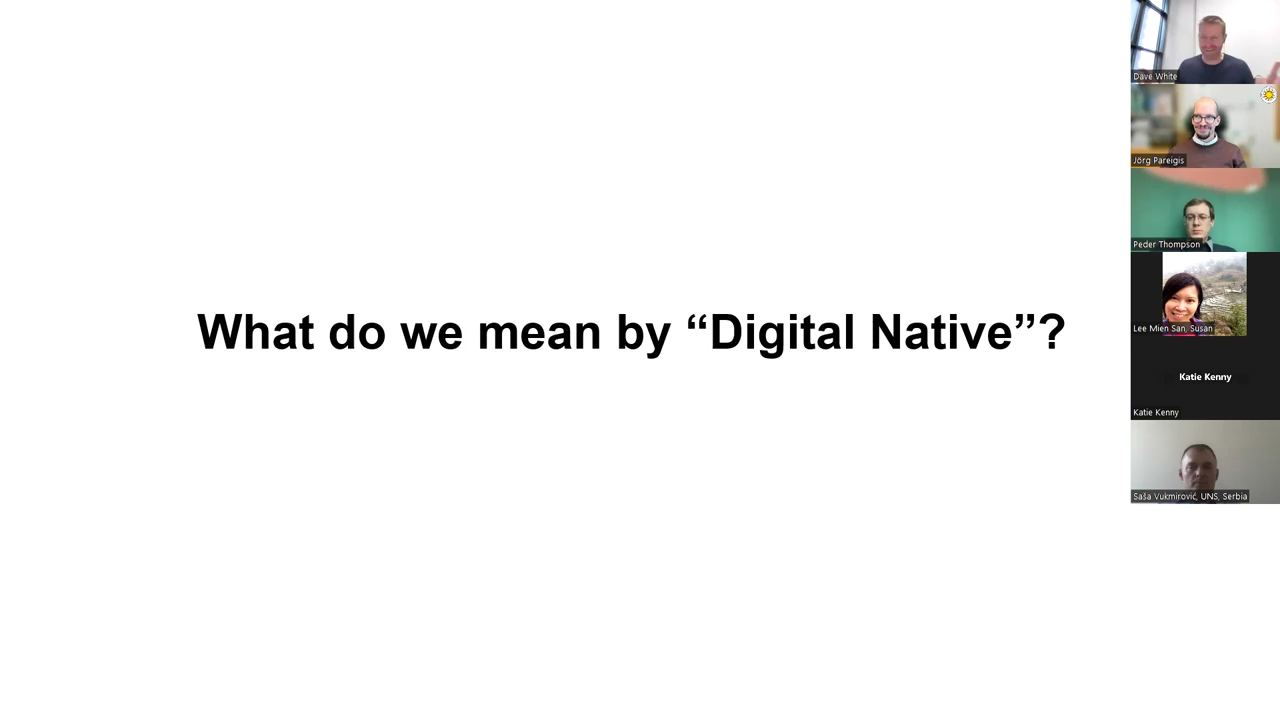 What do we mean by “Digital Native”?
Dave White
Jörg Pareigis
Peder Thompson
Lee Mien San, Susan
Katie Kenny
Katie Kenny
Saša Vukmirović, UNS, Serbia